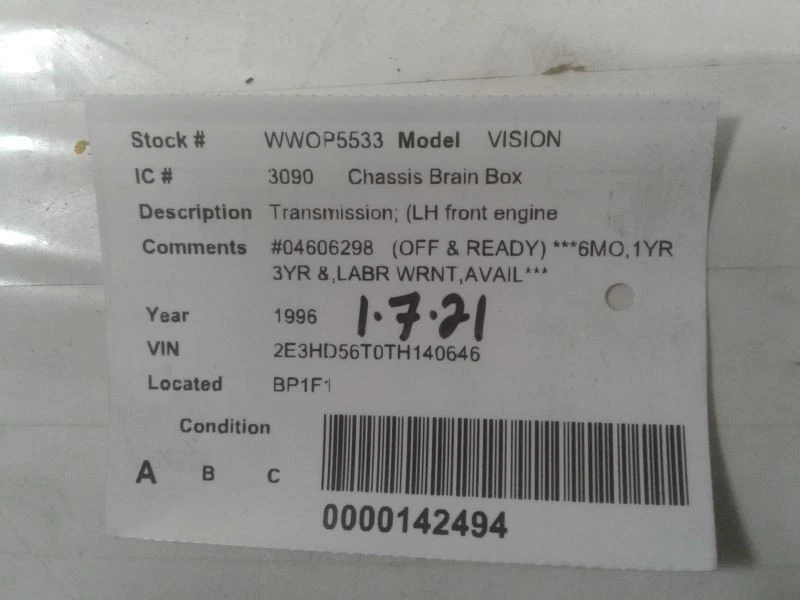 Stock # WWOP5533 Model VISION
IC # 3090 Chassis Brain Box
Description Transmission; (LH front engine
Comments #04606298 (OFF & READY) ***6MO,1YR
3YR &,LABR WRNT,AVAIL***
Year 1996 1.7.21
VIN 2E3HD56T0TH140646
Located BP1F1
Condition
A B C
0000142494